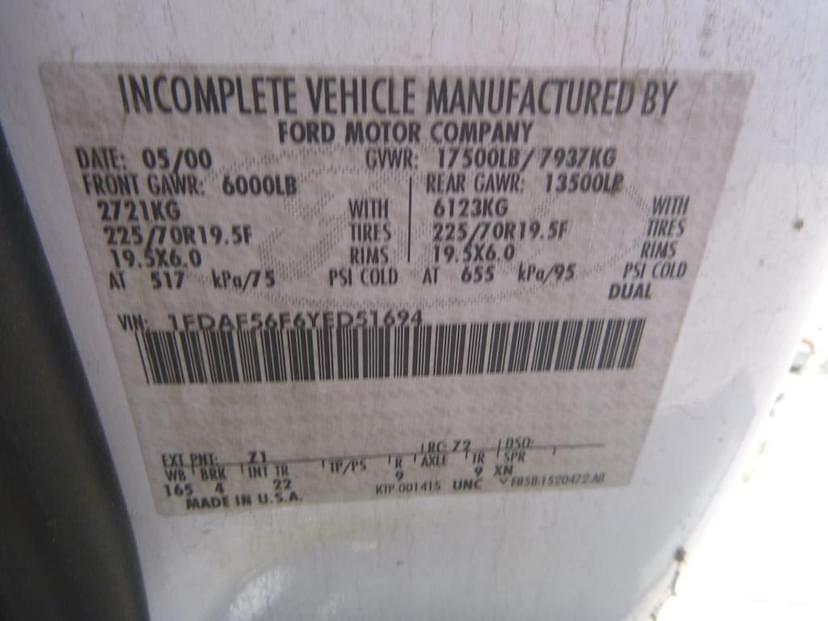 INCOMPLETE VEHICLE MANUFACTURED BY
FORD MOTOR COMPANY
DATE: 05/00 GVWR: 17500LB/ 7937KG
FRONT GAWR: 6000LB REAR GAWR: 13500LB
2721KG WITH 6123KG WITH
225/70R19.5F TIRES 225/70R19.5F TIRES
19.5X6.0 RIMS 19.5X6.0 RIMS
AT 517 kPa/75 PSI COLD AT 655 kPa/95 PSI COLD
DUAL
VIN: 1FDAF56F6YED51694
EXT PNT: Z1 RC: Z2 DSO:
WB BRK INT TR TP/PS R AXLE TR SPR
165 4 22 9 9 XN
MADE IN U.S.A. KTP 001415 UNC